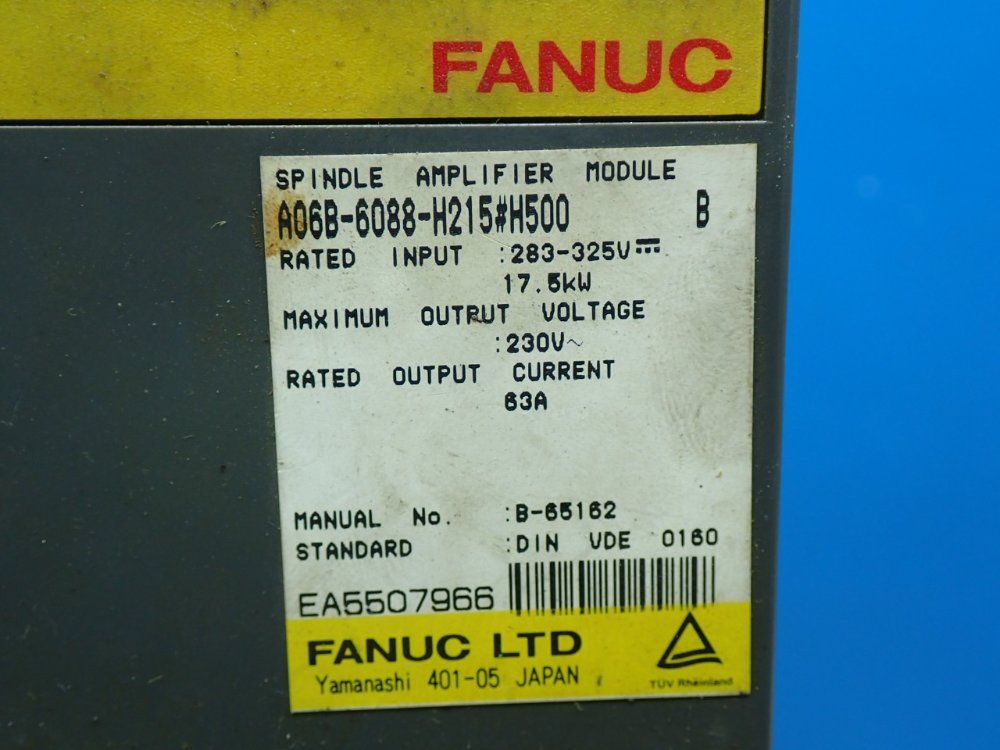 FANUC
SPINDLE AMPLIFIER MODULE
A06B-6088-H215#H500 B
RATED INPUT :283-325V⎓
17.5kW
MAXIMUM OUTPUT VOLTAGE
:230V~
RATED OUTPUT CURRENT
63A
MANUAL No. :B-65162
STANDARD :DIN VDE 0160
EA5507966
FANUC LTD
Yamanashi 401-05 JAPAN
TÜV Rheinland